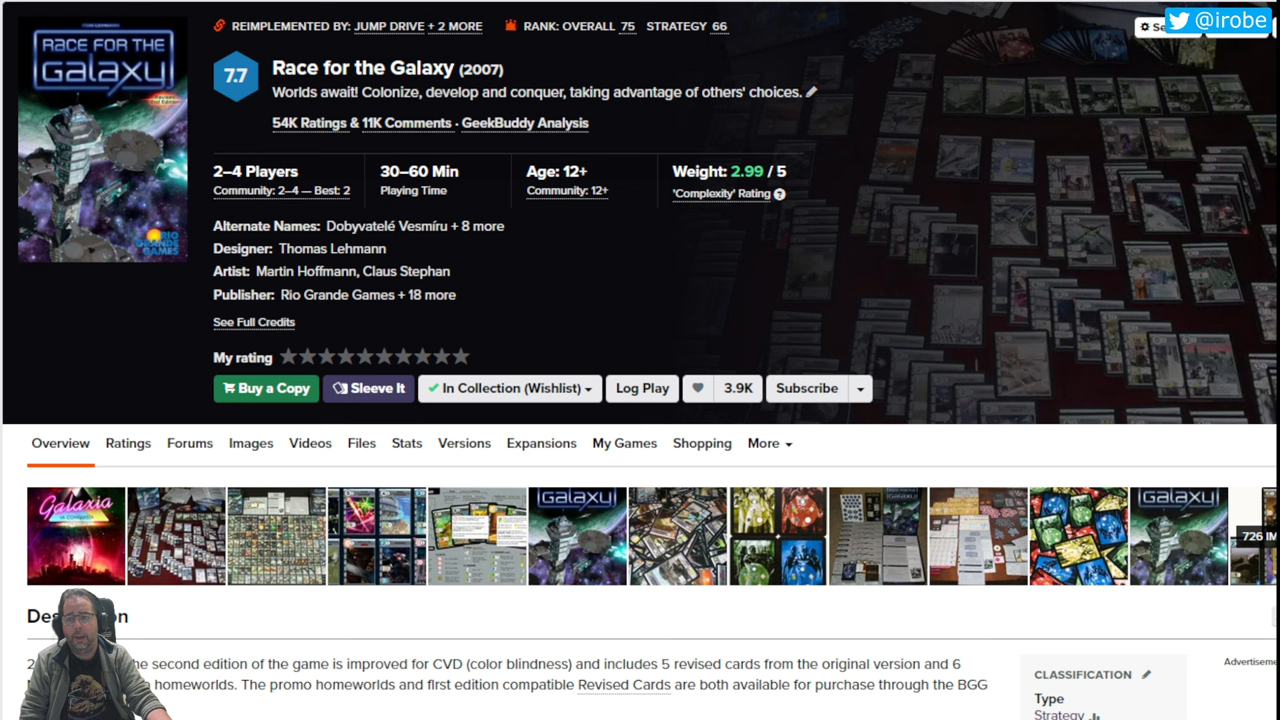 REIMPLEMENTED BY: JUMP DRIVE + 2 MORE RANK: OVERALL 75 STRATEGY 66
@irobe
RACE FOR THE
GALAXY
RIO
GRANDE
GAMES
7.7
Race for the Galaxy (2007)
Worlds await! Colonize, develop and conquer, taking advantage of others' choices.
54K Ratings & 11K Comments · GeekBuddy Analysis
2–4 Players
Community: 2–4 — Best: 2
30–60 Min
Playing Time
Age: 12+
Community: 12+
Weight: 2.99 / 5
'Complexity' Rating
Alternate Names: Dobyvatelé Vesmíru + 8 more
Designer: Thomas Lehmann
Artist: Martin Hoffmann, Claus Stephan
Publisher: Rio Grande Games + 18 more
See Full Credits
My rating
Buy a Copy Sleeve It In Collection (Wishlist) Log Play 3.9K Subscribe
Overview Ratings Forums Images Videos Files Stats Versions Expansions My Games Shopping More
Galaxia
GALAXY
GALAXY
726 IM
on
he second edition of the game is improved for CVD (color blindness) and includes 5 revised cards from the original version and 6
homeworlds. The promo homeworlds and first edition compatible Revised Cards are both available for purchase through the BGG
CLASSIFICATION
Type
Strategy
Advertiseme